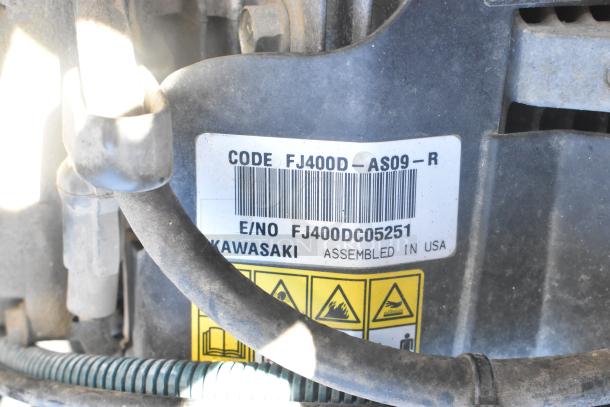 CODE FJ400D-AS09-R
E/NO FJ400DC05251
KAWASAKI ASSEMBLED IN USA